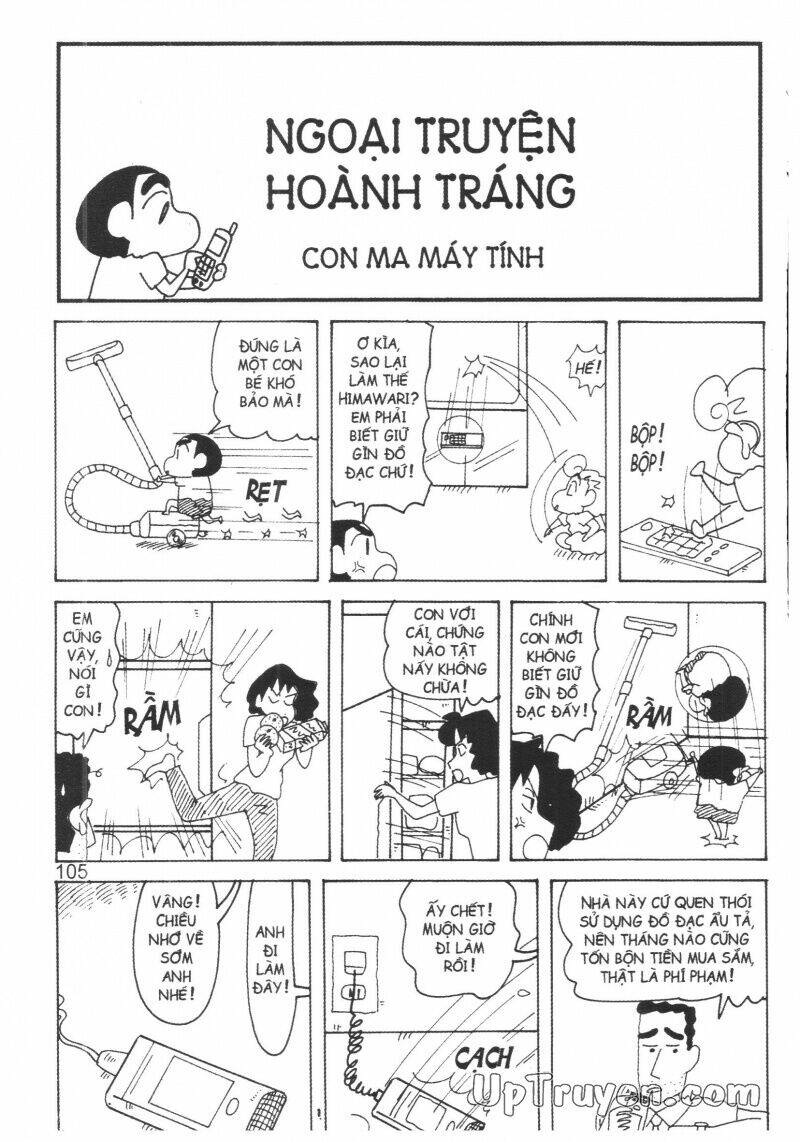 NGOẠI TRUYỆN
HOÀNH TRÁNG
CON MA MÁY TÍNH
BỘP!
BỘP!
HẾ!
Ơ KÌA,
SAO LẠI
LÀM THẾ
HIMAWARI?
EM PHẢI
BIẾT GIỮ
GÌN ĐỒ
ĐẠC CHỨ!
ĐÚNG LÀ
MỘT CON
BÉ KHÓ
BẢO MÀ!
RẸT
CHÍNH
CON MỚI
KHÔNG
BIẾT GIỮ
GÌN ĐỒ
ĐẠC ĐẤY!
RẦM
CON VỚI
CÁI, CHỨNG
NÀO TẬT
NẤY KHÔNG
CHỪA!
RẦM
EM
CŨNG
VẬY,
NÓI
GÌ
CON!
105
NHÀ NÀY CỨ QUEN THÓI
SỬ DỤNG ĐỒ ĐẠC ẨU TẢ,
NÊN THÁNG NÀO CŨNG
TỐN BỘN TIỀN MUA SẮM,
THẬT LÀ PHÍ PHẠM!
ẤY CHẾT!
MUỘN GIỜ
ĐI LÀM
RỒI!
CẠCH
ANH
ĐI
LÀM
ĐÂY!
VÂNG!
CHIỀU
NHỚ VỀ
SỚM
ANH
NHÉ!
UpTruyen.com